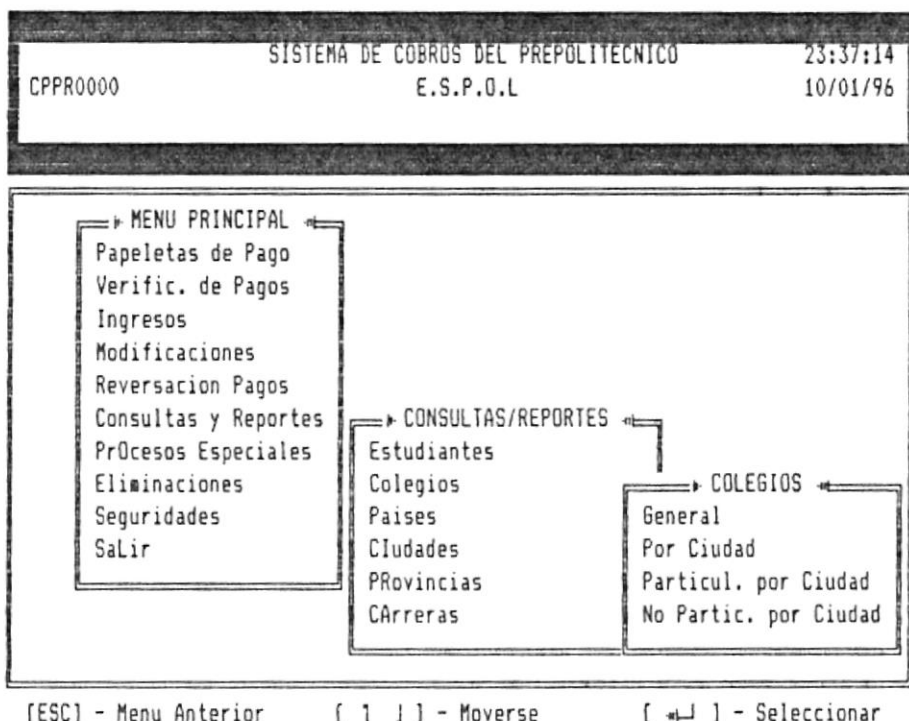 SISTEMA DE COBROS DEL PREPOLITECNICO 23:37:14
CPPR0000 E.S.P.O.L 10/01/96
MENU PRINCIPAL
Papeletas de Pago
Verific. de Pagos
Ingresos
Modificaciones
Reversacion Pagos
Consultas y Reportes
PrOcesos Especiales
Eliminaciones
Seguridades
SaLir
CONSULTAS/REPORTES
Estudiantes
Colegios
Paises
CIudades
PRovincias
CArreras
COLEGIOS
General
Por Ciudad
Particul. por Ciudad
No Partic. por Ciudad
[ESC] - Menu Anterior [ ] - Moverse [ ↵ ] - Seleccionar